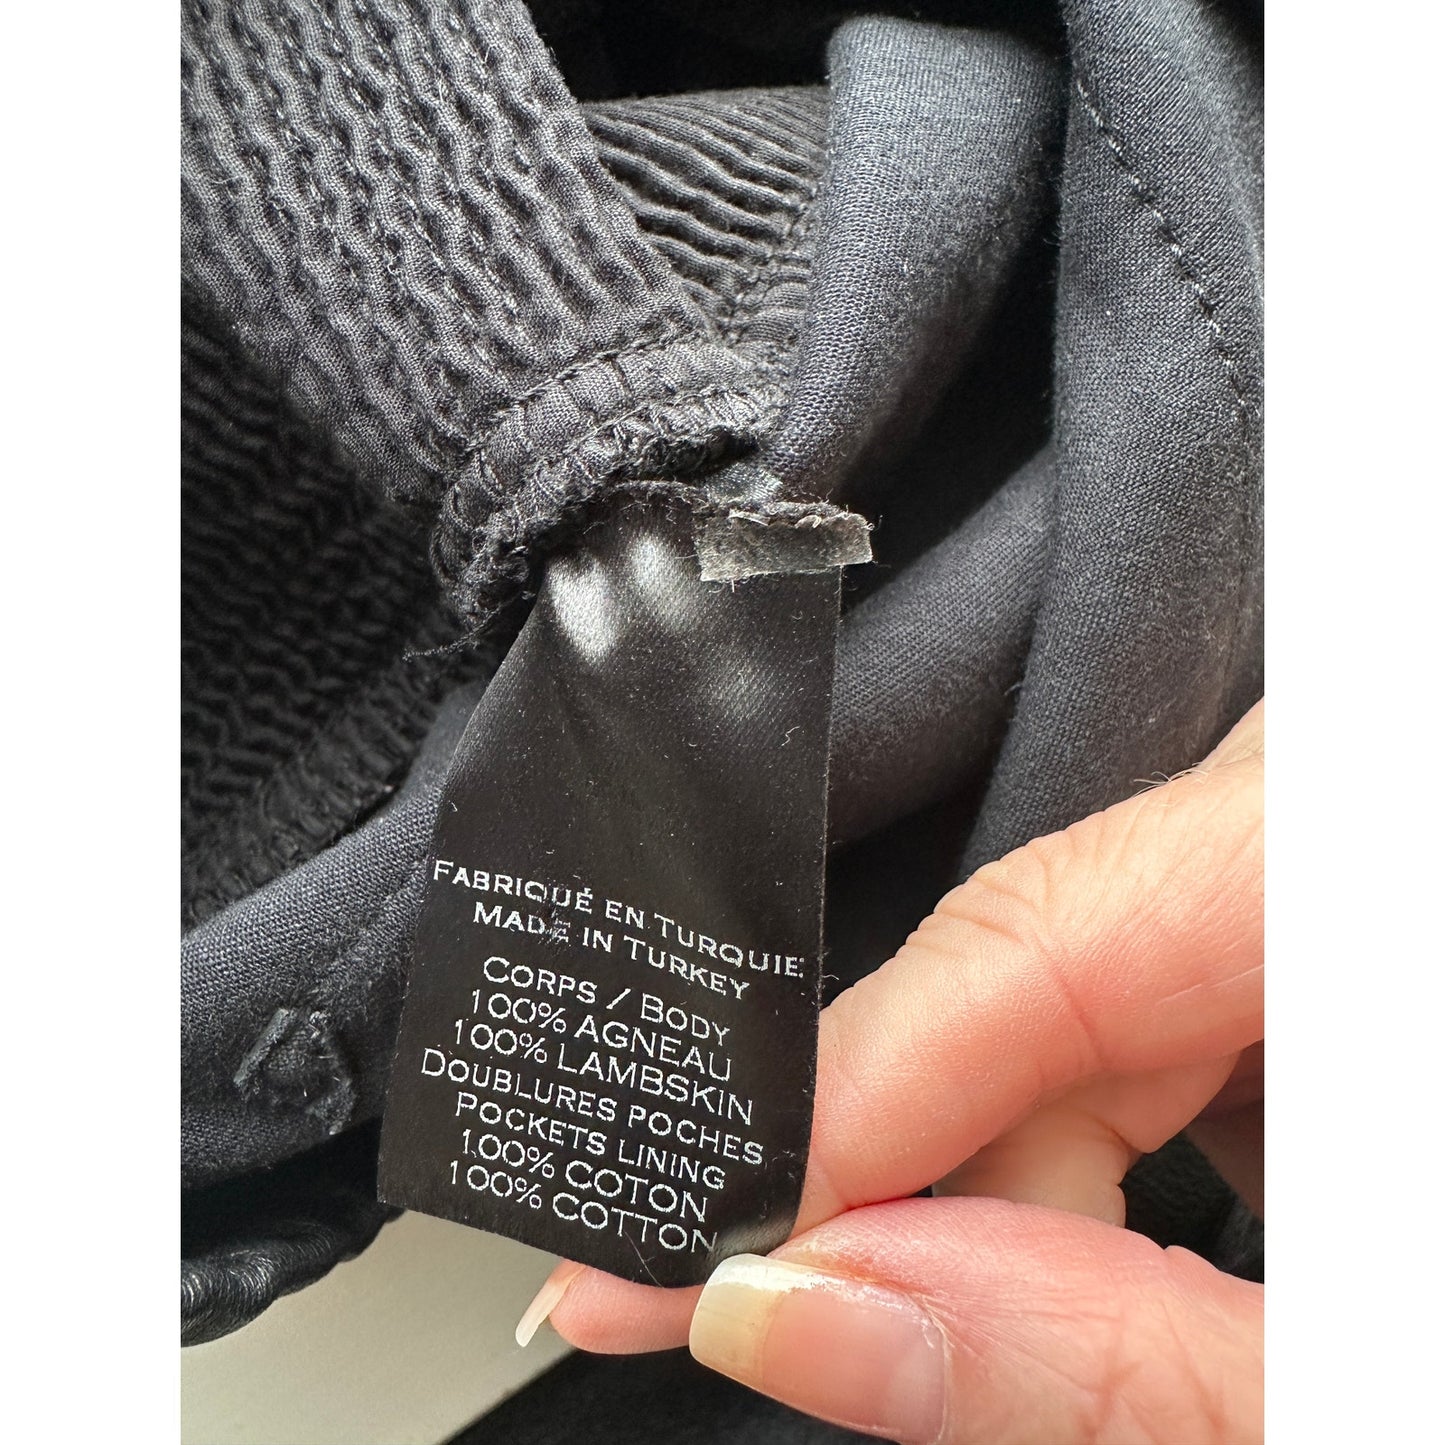 FABRIQUÉ EN TURQUIE
MADE IN TURKEY
CORPS / BODY
100% AGNEAU
100% LAMBSKIN
DOUBLURES POCHES
POCKETS LINING
100% COTON
100% COTTON